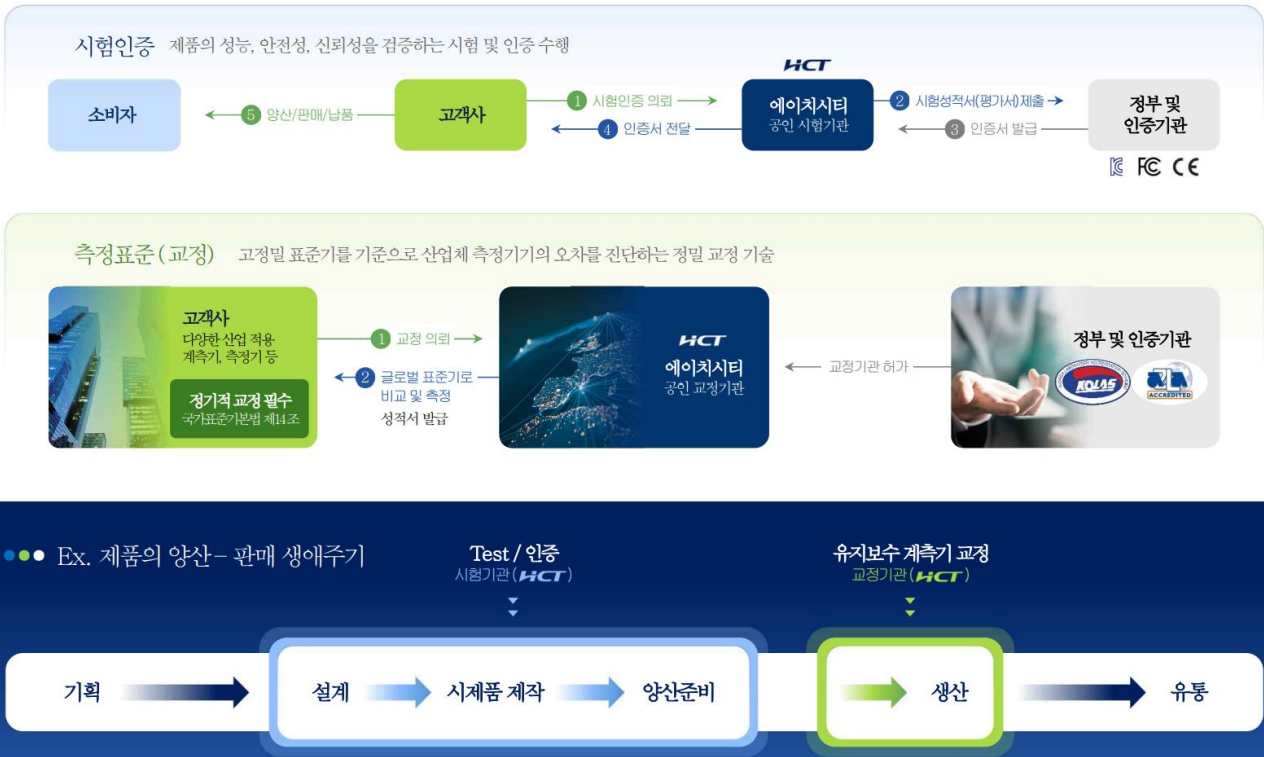 시험인증 제품의 성능, 안전성, 신뢰성을 검증하는 시험 및 인증 수행
소비자
5 양산/판매/납품
고객사
1 시험인증 의뢰
4 인증서 전달
HCT
에이치시티
공인 시험기관
2 시험성적서(평가서)제출
3 인증서 발급
정부 및
인증기관
KC FC CE
측정표준(교정) 고정밀 표준기를 기준으로 산업체 측정기기의 오차를 진단하는 정밀 교정 기술
고객사
다양한 산업 적용
계측기, 측정기 등
정기적 교정 필수
국가표준기본법 제14조
1 교정 의뢰
2 글로벌 표준기로
비교 및 측정
성적서 발급
HCT
에이치시티
공인 교정기관
교정기관 허가
정부 및 인증기관
KOLAS
ACCREDITED
Ex. 제품의 양산– 판매 생애주기
Test / 인증
시험기관(HCT)
유지보수 계측기 교정
교정기관(HCT)
기획
설계
시제품 제작
양산준비
생산
유통